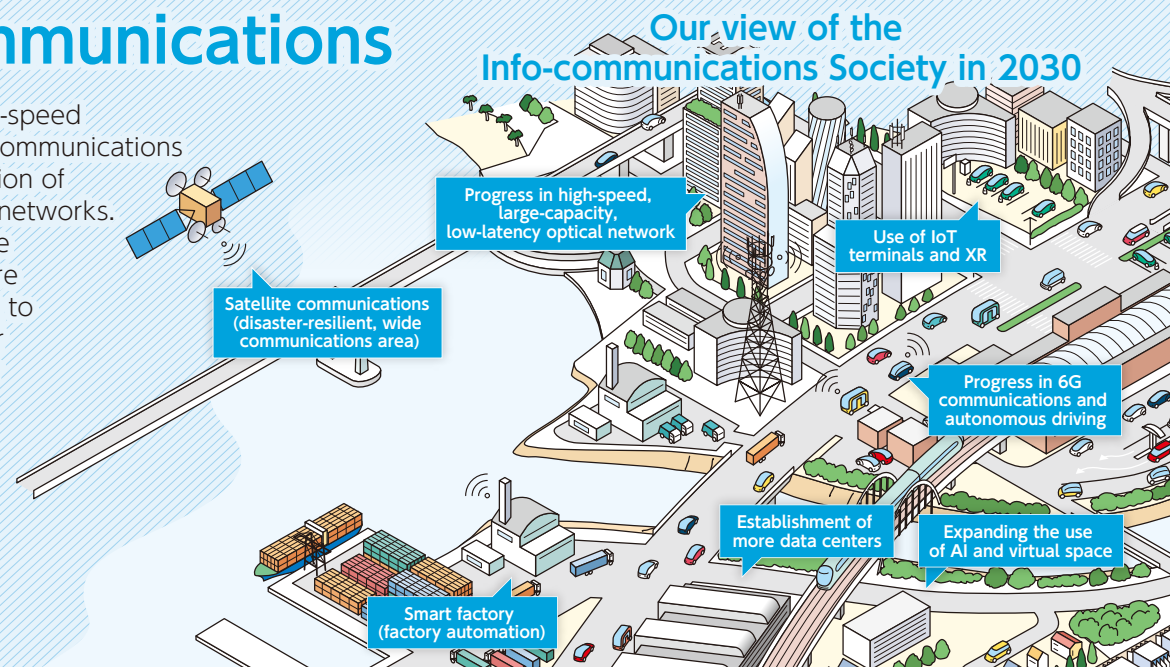 mmunications
Our view of the
Info-communications Society in 2030
-speed
ommunications
ion of
networks.
e
re
to
r
Progress in high-speed,
large-capacity,
low-latency optical network
Use of IoT
terminals and XR
Satellite communications
(disaster-resilient, wide
communications area)
Progress in 6G
communications and
autonomous driving
Establishment of
more data centers
Expanding the use
of AI and virtual space
Smart factory
(factory automation)